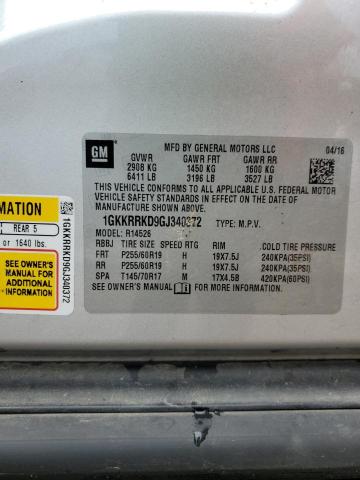 GM
MFD BY GENERAL MOTORS LLC 04/16
GVWR GAWR FRT GAWR RR
2908 KG 1450 KG 1600 KG
6411 LB 3196 LB 3527 LB
THIS VEHICLE CONFORMS TO ALL APPLICABLE U.S. FEDERAL MOTOR
VEHICLE SAFETY STANDARDS IN EFFECT ON THE DATE OF
MANUFACTURE SHOWN ABOVE.
1GKKRRKD9GJ340372 TYPE: M.P.V.
MODEL: R14526
RBBJ TIRE SIZE SPEED RTG RIM COLD TIRE PRESSURE
FRT P255/60R19 H 19X7.5J 240KPA(35PSI)
RR P255/60R19 H 19X7.5J 240KPA(35PSI)
SPA T145/70R17 M 17X4.5B 420KPA(60PSI)
SEE OWNER'S MANUAL FOR MORE INFORMATION.
MATION
REAR 5
or 1640 lbs.
SEE OWNER'S
MANUAL FOR
ADDITIONAL
INFORMATION
1GKKRRKD9GJ340372